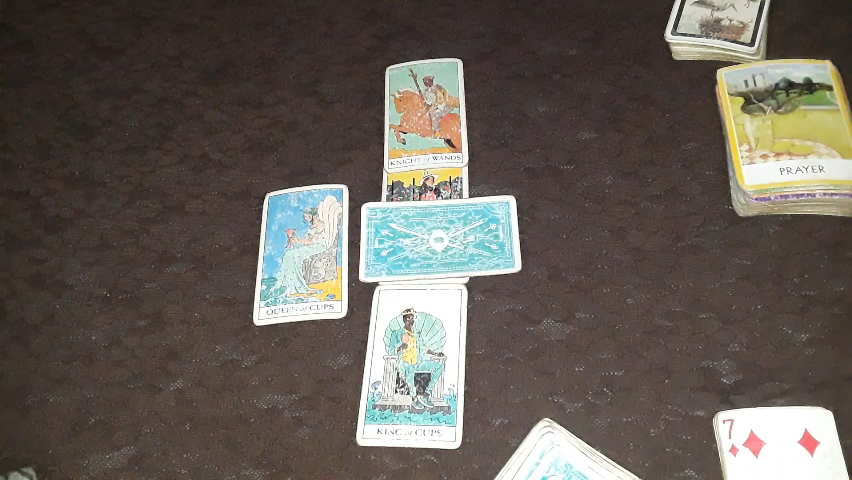 KNIGHT of WANDS
PRAYER
QUEEN of CUPS
KING of CUPS
7